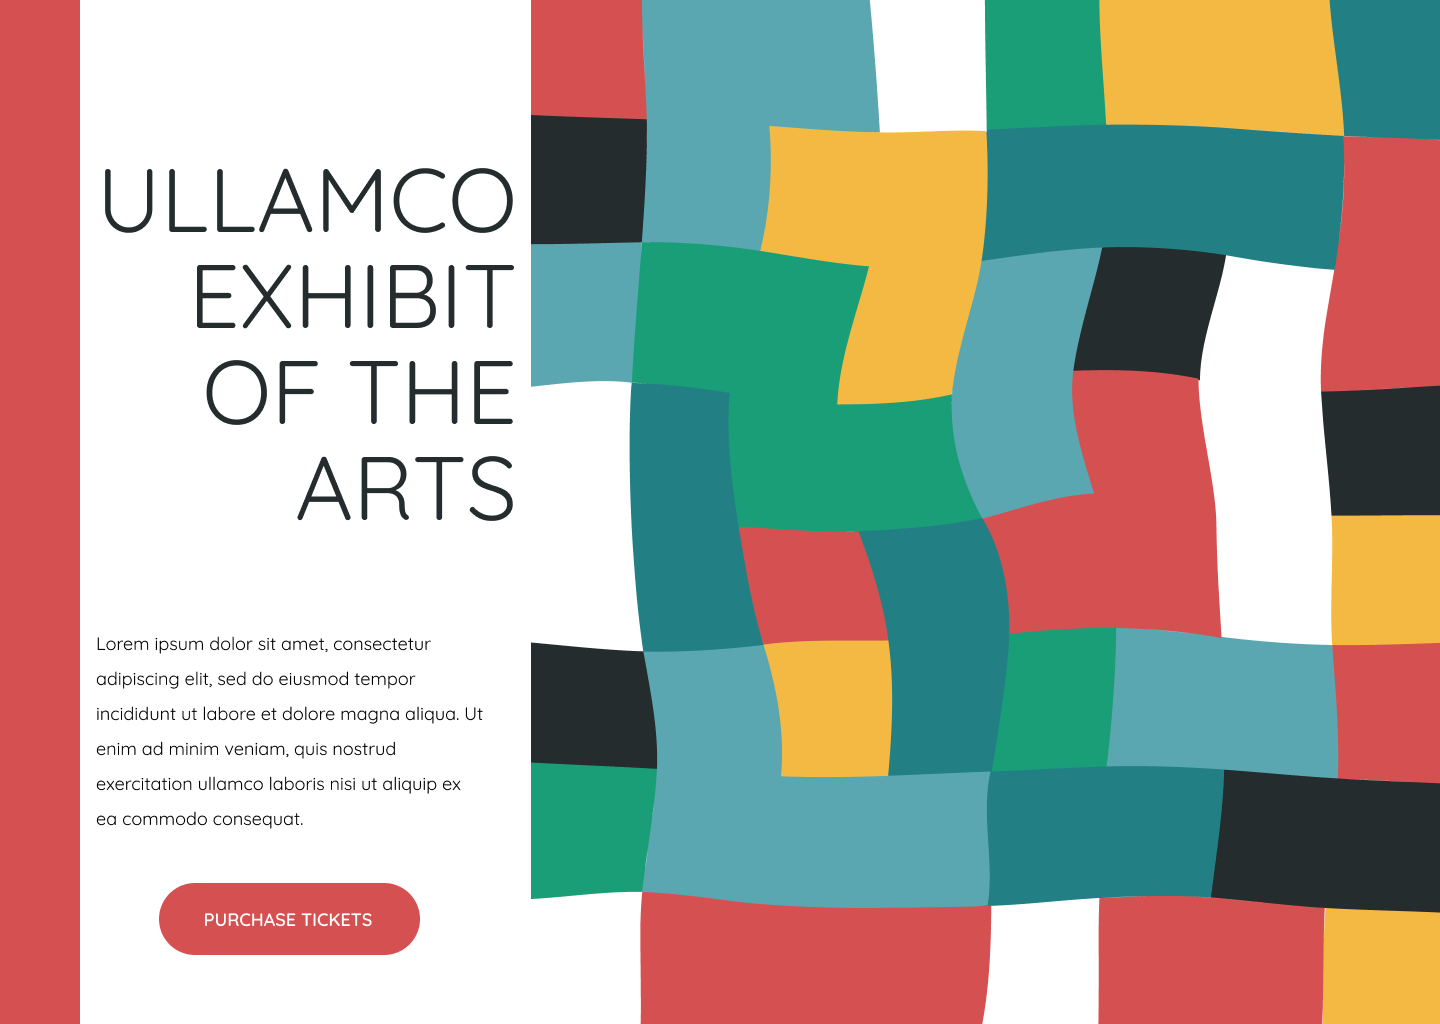 ULLAMCO
EXHIBIT
OF THE
ARTS
Lorem ipsum dolor sit amet, consectetur
adipiscing elit, sed do eiusmod tempor
incididunt ut labore et dolore magna aliqua. Ut
enim ad minim veniam, quis nostrud
exercitation ullamco laboris nisi ut aliquip ex
ea commodo consequat.
PURCHASE TICKETS